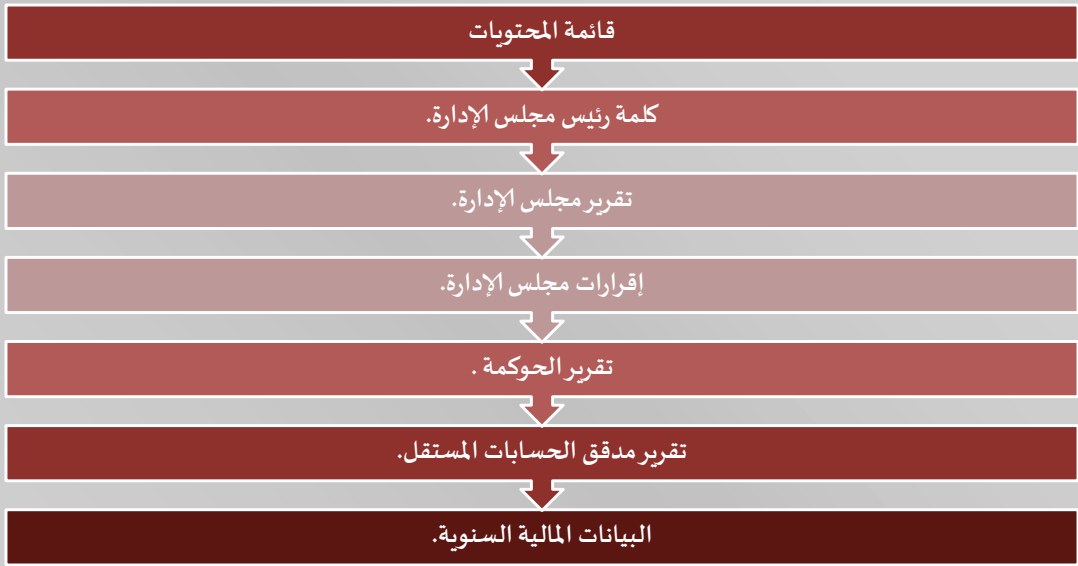 قائمة المحتويات
كلمة رئيس مجلس الإدارة.
تقرير مجلس الإدارة.
إقرارات مجلس الإدارة.
تقرير الحوكمة .
تقرير مدقق الحسابات المستقل.
البيانات المالية السنوية.